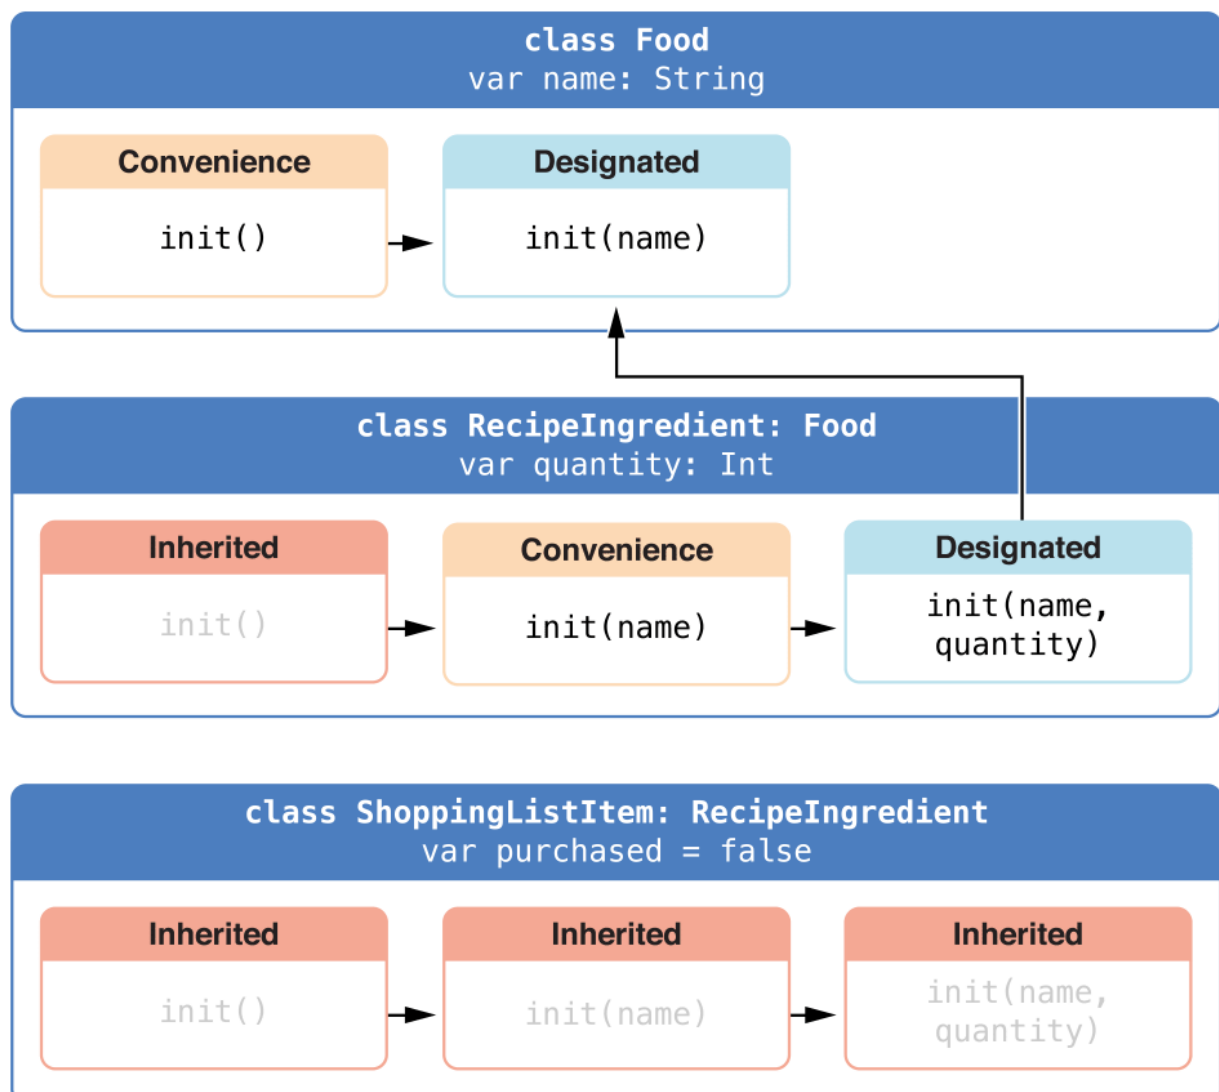 class Food
var name: String
Convenience
Designated
init()
init(name)
class RecipeIngredient: Food
var quantity: Int
Inherited
Convenience
Designated
init()
init(name)
init(name,
quantity)
class ShoppingListItem: RecipeIngredient
var purchased = false
Inherited
Inherited
Inherited
init()
init(name)
init(name,
quantity)